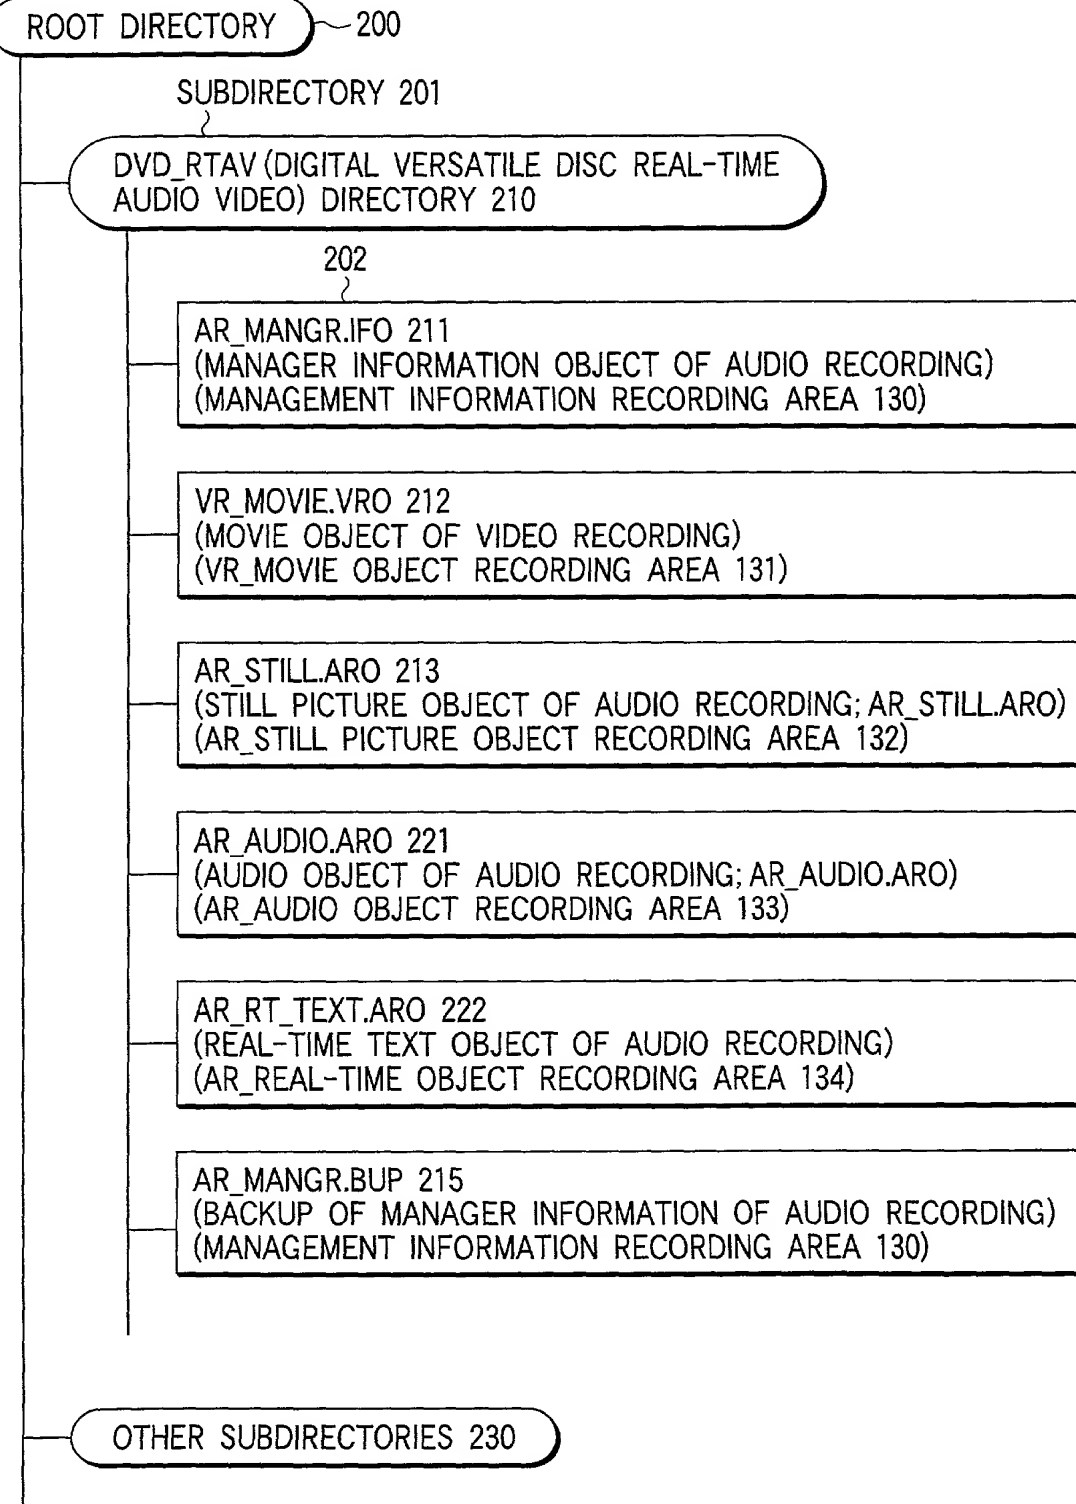 ROOT DIRECTORY 200
SUBDIRECTORY 201
DVD_RTAV (DIGITAL VERSATILE DISC REAL-TIME
AUDIO VIDEO) DIRECTORY 210
202
AR_MANGR.IFO 211
(MANAGER INFORMATION OBJECT OF AUDIO RECORDING)
(MANAGEMENT INFORMATION RECORDING AREA 130)
VR_MOVIE.VRO 212
(MOVIE OBJECT OF VIDEO RECORDING)
(VR_MOVIE OBJECT RECORDING AREA 131)
AR_STILL.ARO 213
(STILL PICTURE OBJECT OF AUDIO RECORDING; AR_STILL.ARO)
(AR_STILL PICTURE OBJECT RECORDING AREA 132)
AR_AUDIO.ARO 221
(AUDIO OBJECT OF AUDIO RECORDING; AR_AUDIO.ARO)
(AR_AUDIO OBJECT RECORDING AREA 133)
AR_RT_TEXT.ARO 222
(REAL-TIME TEXT OBJECT OF AUDIO RECORDING)
(AR_REAL-TIME OBJECT RECORDING AREA 134)
AR_MANGR.BUP 215
(BACKUP OF MANAGER INFORMATION OF AUDIO RECORDING)
(MANAGEMENT INFORMATION RECORDING AREA 130)
OTHER SUBDIRECTORIES 230